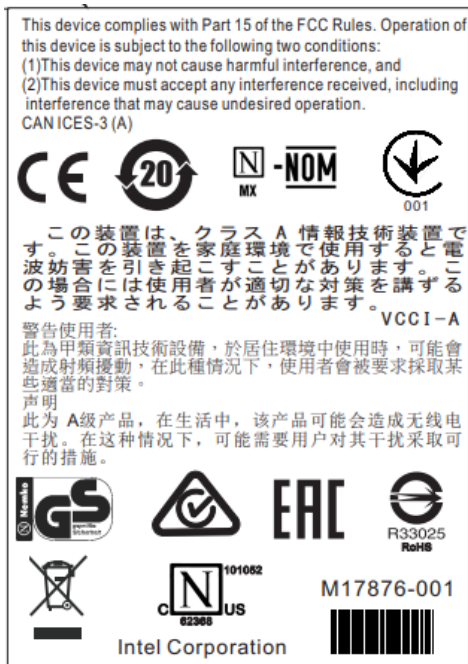 This device complies with Part 15 of the FCC Rules. Operation of
this device is subject to the following two conditions:
(1)This device may not cause harmful interference, and
(2)This device must accept any interference received, including
interference that may cause undesired operation.
CAN ICES-3 (A)
CE
20
N
MX
-NOM
001
この装置は、クラス A 情報技術装置で
す。この装置を家庭環境で使用すると電
波妨害を引き起こすことがあります。こ
の場合には使用者が適切な対策を講ずる
よう要求されることがあります。
VCCI-A
警告使用者:
此為甲類資訊技術設備，於居住環境中使用時，可能會
造成射頻擾動，在此種情況下，使用者會被要求採取某
些適當的對策。
声明
此为 A级产品，在生活中，该产品可能会造成无线电
干扰。在这种情况下，可能需要用户对其干扰采取可
行的措施。
N Nemko
GS
geprüfte
Sicherheit
EAC
R33025
RoHS
101052
C N US
62368
M17876-001
Intel Corporation